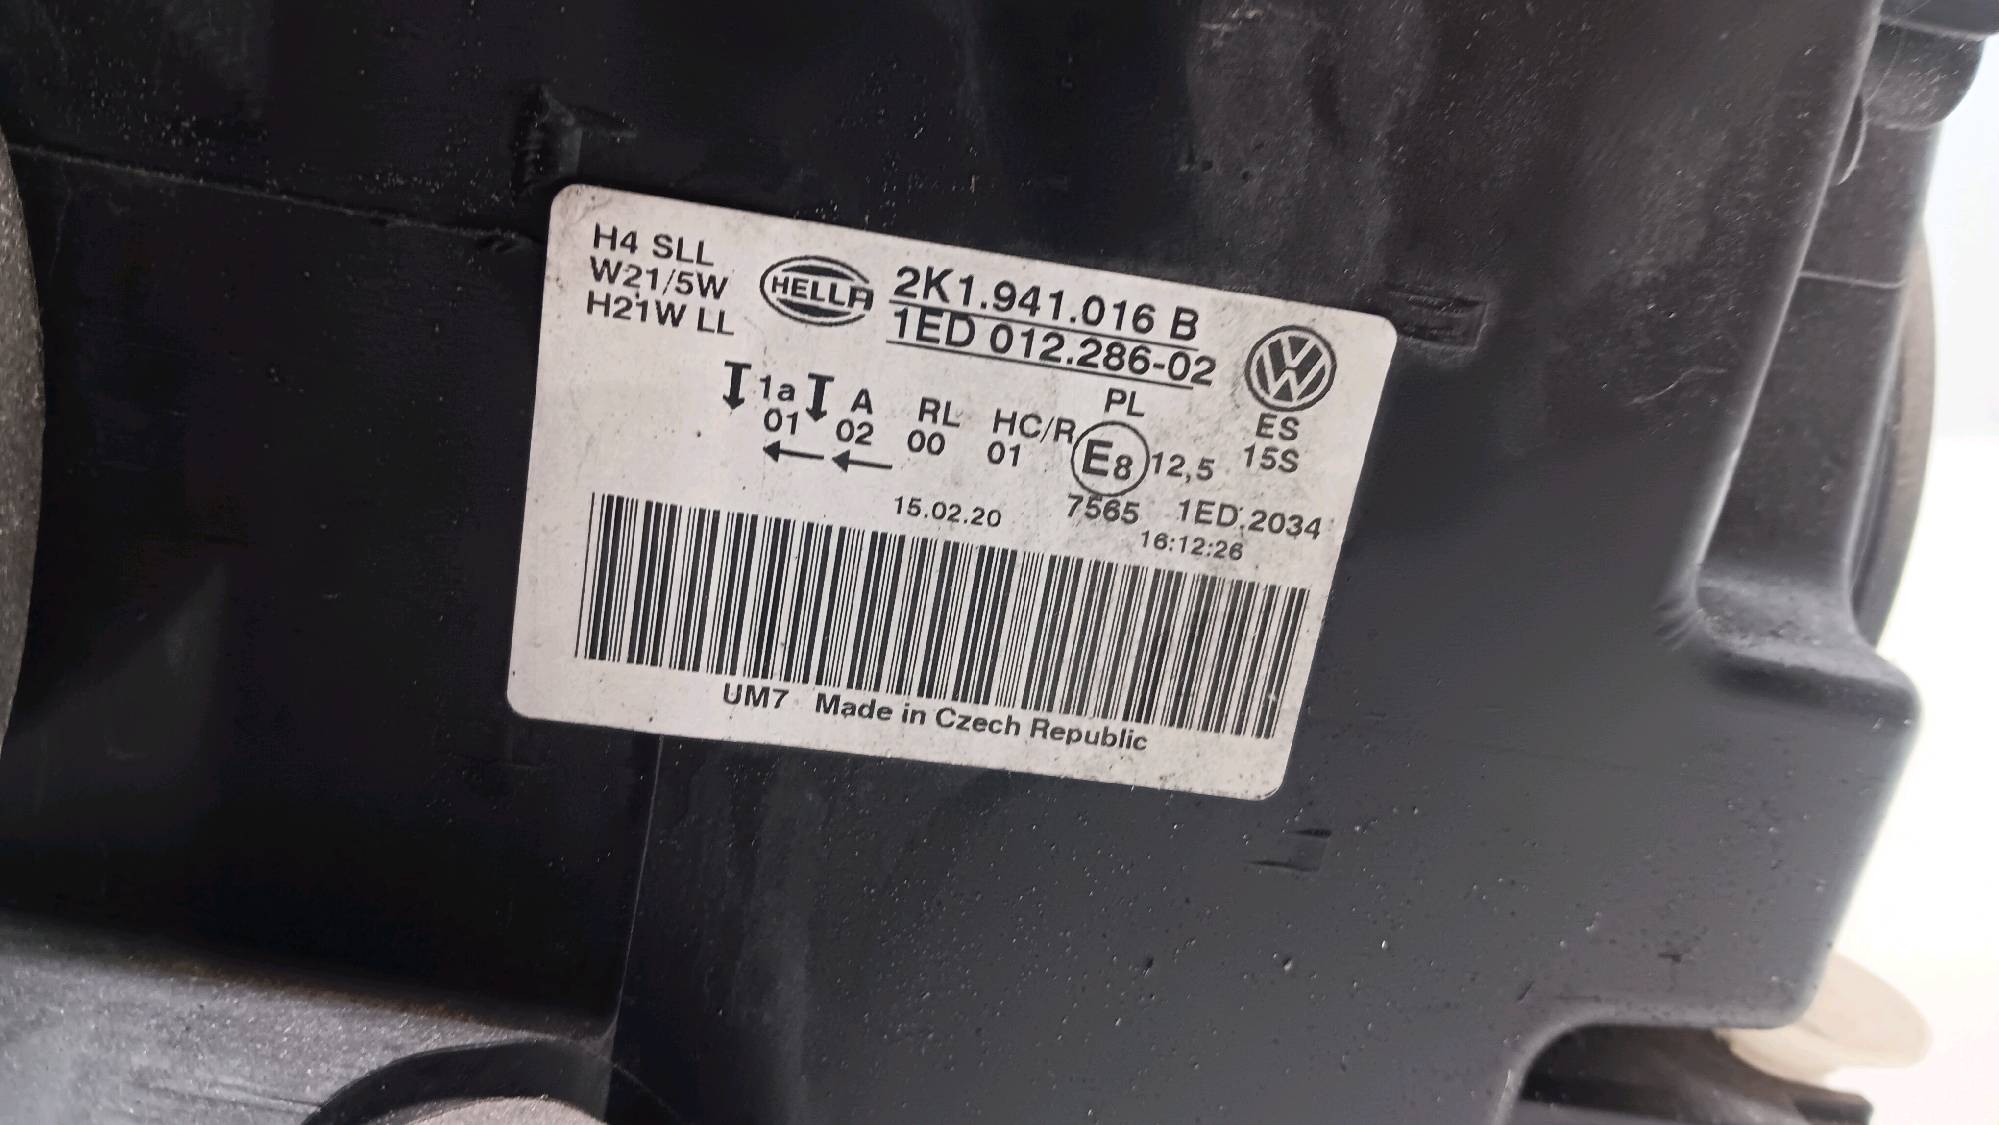 H4 SLL
W21/5W
H21W LL
HELLA
2K1.941.016 B
1ED 012.286-02
1a A RL HC/R PL ES
01 02 00 01 E8 12,5 15S
15.02.20 7565 1ED.2034
16:12:26
UM7 Made in Czech Republic